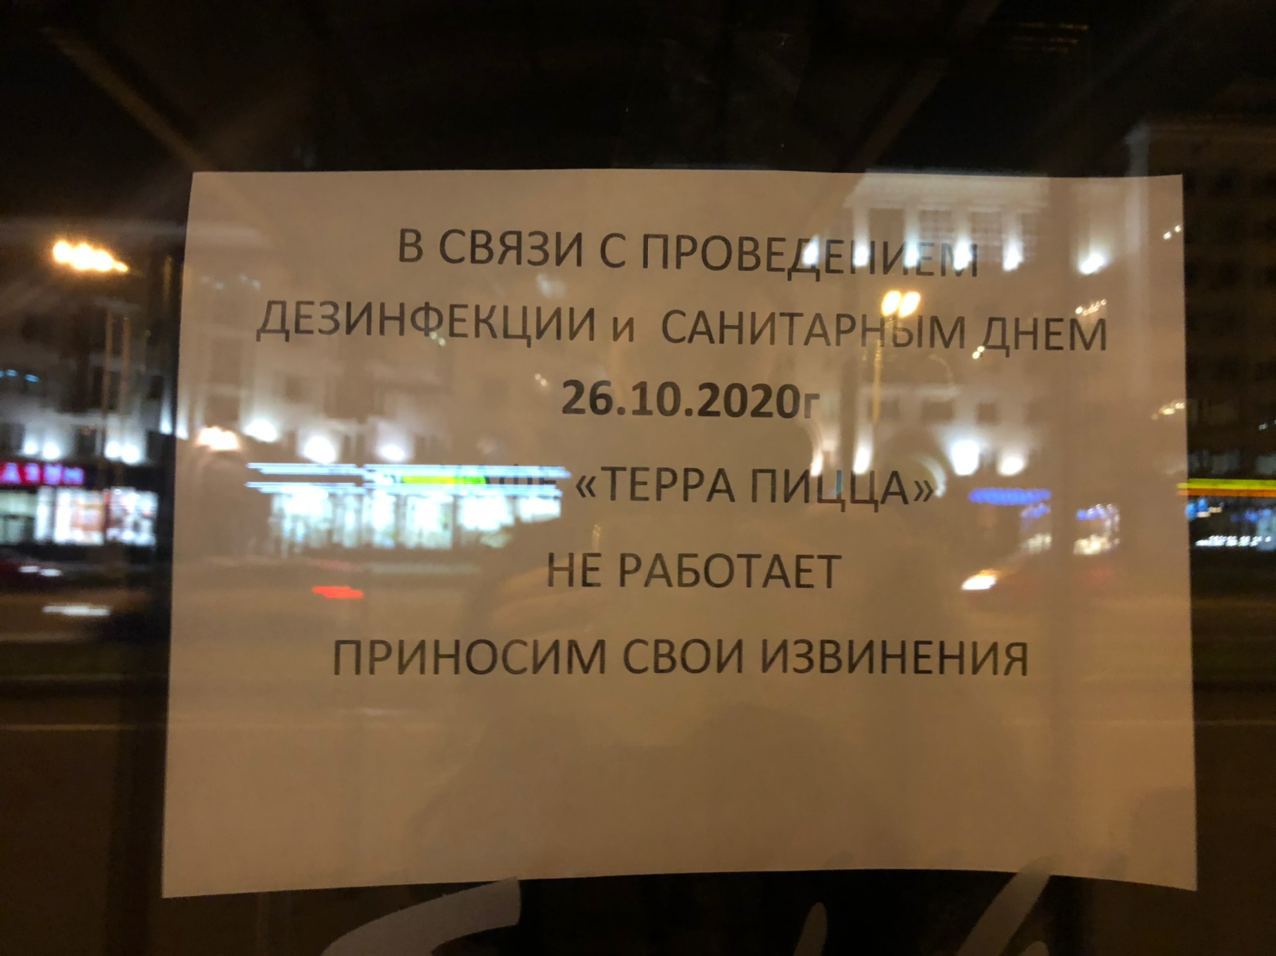 В СВЯЗИ С ПРОВЕДЕНИЕМ
ДЕЗИНФЕКЦИИ и САНИТАРНЫМ ДНЕМ
26.10.2020г
«ТЕРРА ПИЦЦА»
НЕ РАБОТАЕТ
ПРИНОСИМ СВОИ ИЗВИНЕНИЯ